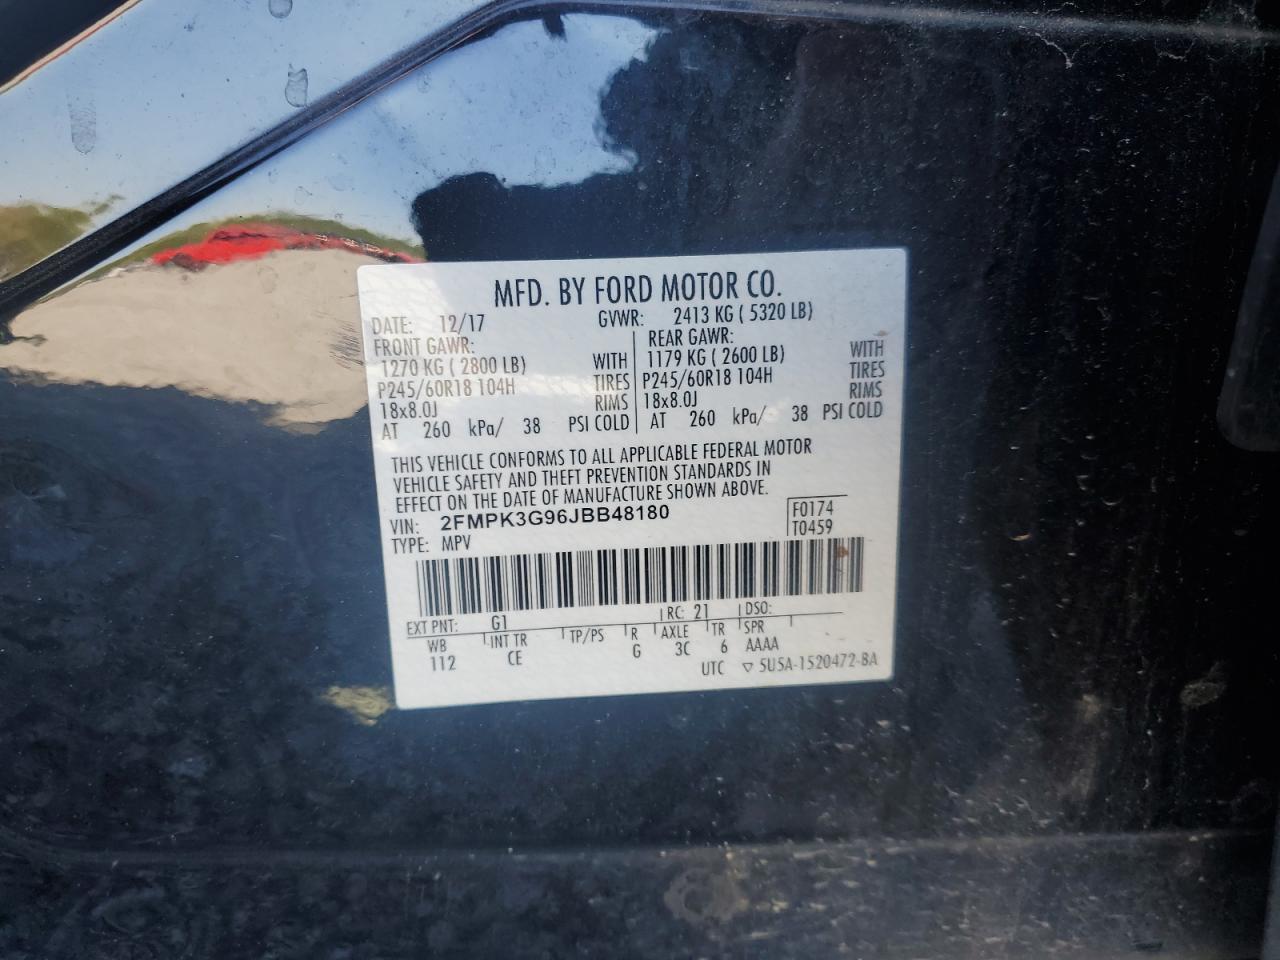 MFD. BY FORD MOTOR CO.
DATE: 12/17 GVWR: 2413 KG ( 5320 LB)
FRONT GAWR: REAR GAWR:
1270 KG ( 2800 LB) WITH 1179 KG ( 2600 LB) WITH
P245/60R18 104H TIRES P245/60R18 104H TIRES
18x8.0J RIMS 18x8.0J RIMS
AT 260 kPa/ 38 PSI COLD AT 260 kPa/ 38 PSI COLD
THIS VEHICLE CONFORMS TO ALL APPLICABLE FEDERAL MOTOR
VEHICLE SAFETY AND THEFT PREVENTION STANDARDS IN
EFFECT ON THE DATE OF MANUFACTURE SHOWN ABOVE.
VIN: 2FMPK3G96JBB48180 F0174
TYPE: MPV T0459
EXT PNT: G1 RC: 21 DSO:
WB INT TR TP/PS R AXLE TR SPR
112 CE G 3C 6 AAAA
UTC ▽ 5U5A-1520472-BA